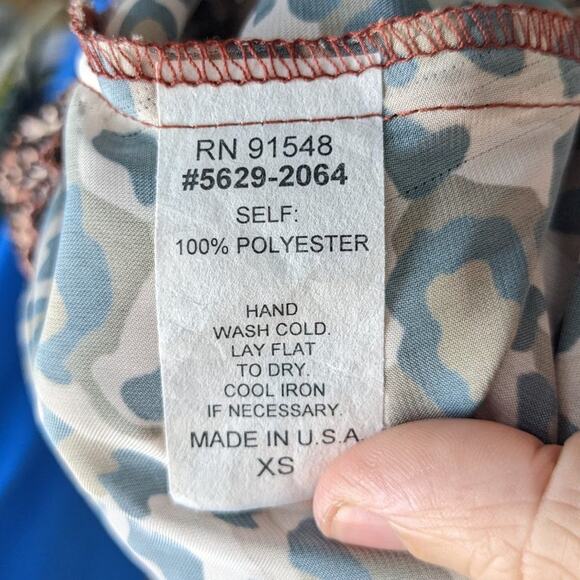 RN 91548
#5629-2064
SELF:
100% POLYESTER
HAND
WASH COLD.
LAY FLAT
TO DRY.
COOL IRON
IF NECESSARY.
MADE IN U.S.A.
XS